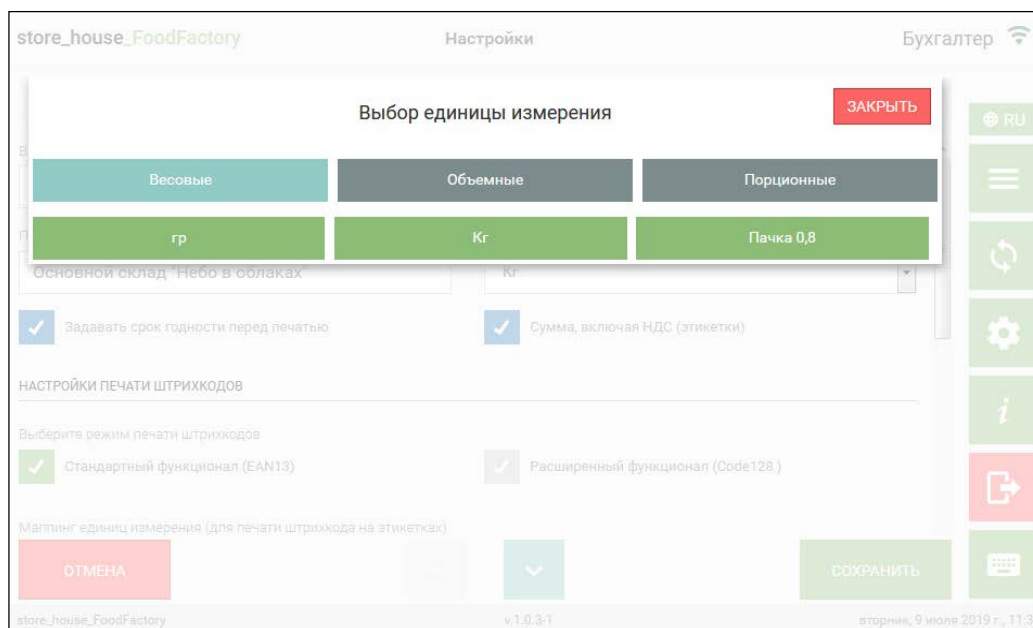 store_house_FoodFactory Настройки Бухгалтер
Выбор единицы измерения ЗАКРЫТЬ
RU
Весовые Объемные Порционные
гр Кг Пачка 0,8
Основной склад "Небо в облаках" Кг
Задавать срок годности перед печатью Сумма, включая НДС (этикетки)
НАСТРОЙКИ ПЕЧАТИ ШТРИХКОДОВ
Выберите режим печати штрихкодов
Стандартный функционал (EAN13) Расширенный функционал (Code128 )
Маппинг единиц измерения (для печати штрихкода на этикетках)
ОТМЕНА СОХРАНИТЬ
store_house_FoodFactory v.1.0.3-1 вторник, 9 июля 2019 г., 11:3